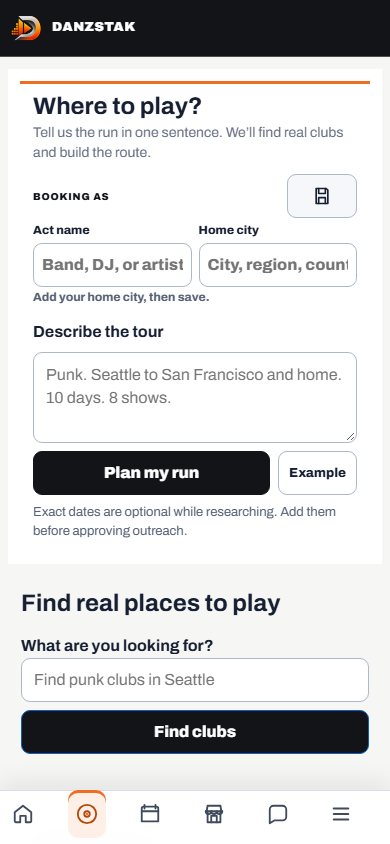 DANZSTAK
Where to play?
Tell us the run in one sentence. We'll find real clubs
and build the route.
BOOKING AS
Act name
Home city
Band, DJ, or artist
City, region, count
Add your home city, then save.
Describe the tour
Punk. Seattle to San Francisco and home.
10 days. 8 shows.
Plan my run
Example
Exact dates are optional while researching. Add them
before approving outreach.
Find real places to play
What are you looking for?
Find punk clubs in Seattle
Find clubs